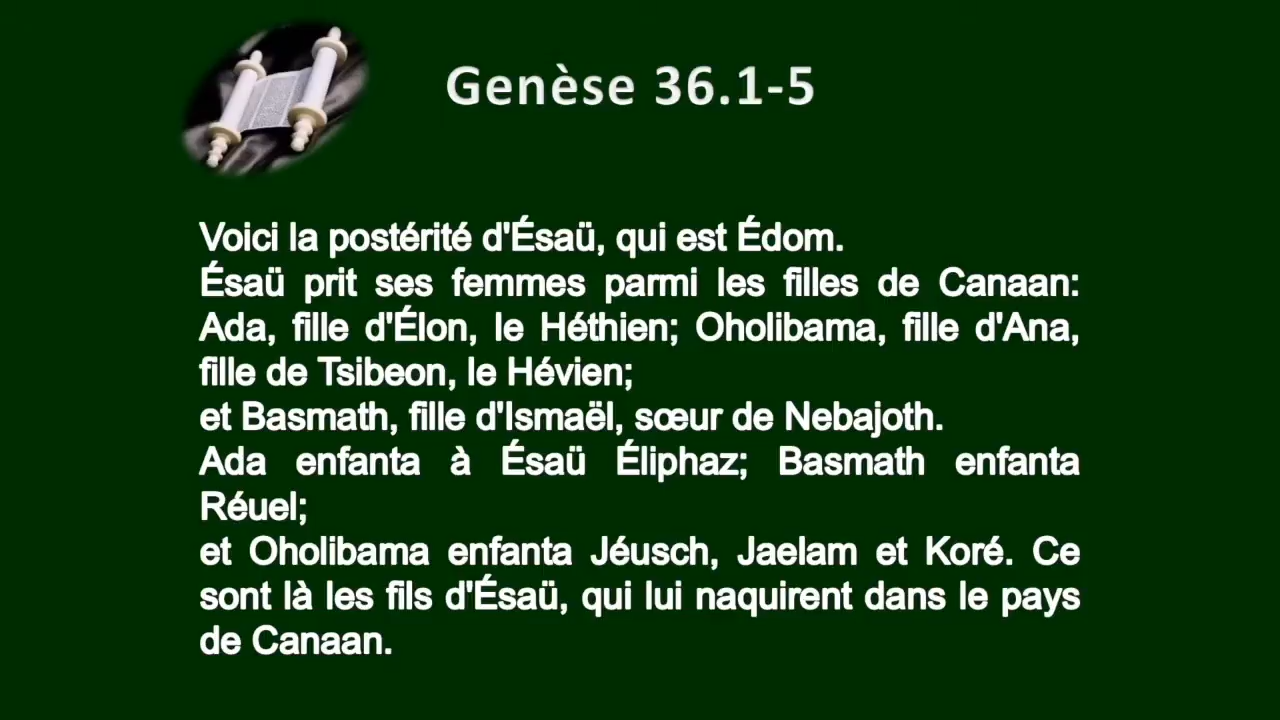 Genèse 36.1-5
Voici la postérité d'Ésaü, qui est Édom.
Ésaü prit ses femmes parmi les filles de Canaan:
Ada, fille d'Élon, le Héthien; Oholibama, fille d'Ana,
fille de Tsibeon, le Hévien;
et Basmath, fille d'Ismaël, sœur de Nebajoth.
Ada enfanta à Ésaü Éliphaz; Basmath enfanta
Réuel;
et Oholibama enfanta Jéusch, Jaelam et Koré. Ce
sont là les fils d'Ésaü, qui lui naquirent dans le pays
de Canaan.